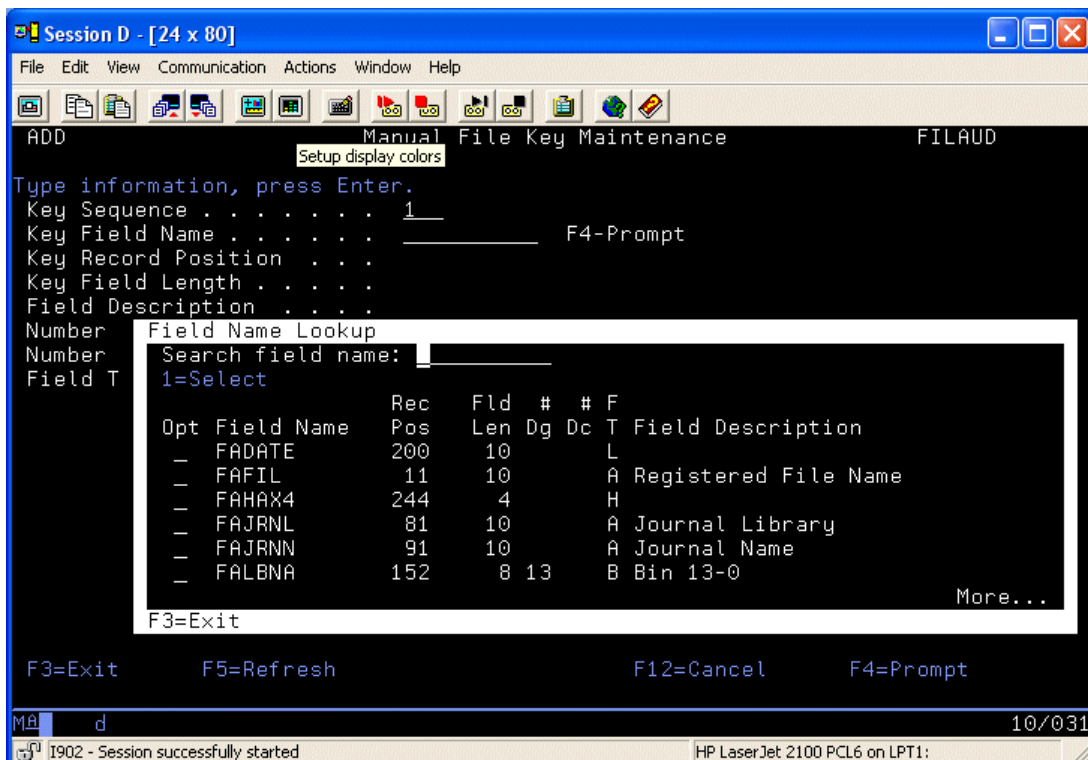 Session D - [24 x 80]
File Edit View Communication Actions Window Help
ADD Manual File Key Maintenance FILAUD
Setup display colors
Type information, press Enter.
Key Sequence . . . . . . . 1
Key Field Name . . . . . . F4-Prompt
Key Record Position . . .
Key Field Length . . . . .
Field Description . . . .
Number Field Name Lookup
Number Search field name:
Field T 1=Select
Rec Fld # # F
Opt Field Name Pos Len Dg Dc T Field Description
_ FADATE 200 10 L
_ FAFIL 11 10 A Registered File Name
_ FAHAX4 244 4 H
_ FAJRNL 81 10 A Journal Library
_ FAJRNN 91 10 A Journal Name
_ FALBNA 152 8 13 B Bin 13-0
More...
F3=Exit
F3=Exit F5=Refresh F12=Cancel F4=Prompt
MA d 10/031
I902 - Session successfully started HP LaserJet 2100 PCL6 on LPT1: